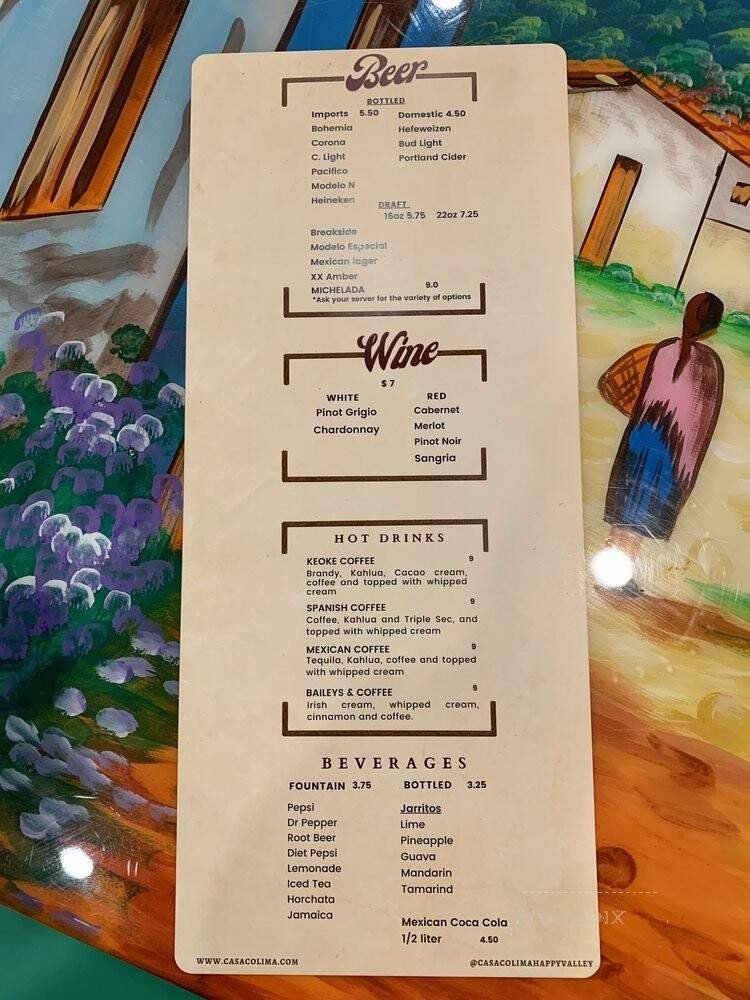 Beer
BOTTLED
Imports 5.50 Domestic 4.50
Bohemia Hefeweizen
Corona Bud Light
C. Light Portland Cider
Pacifico
Modelo N
Heineken
DRAFT
16oz 5.75 22oz 7.25
Breakside
Modelo Especial
Mexican lager
XX Amber
MICHELADA 9.0
*Ask your server for the variety of options
Wine
$ 7
WHITE RED
Pinot Grigio Cabernet
Chardonnay Merlot
Pinot Noir
Sangria
HOT DRINKS
KEOKE COFFEE 9
Brandy, Kahlua, Cacao cream,
coffee and topped with whipped
cream
SPANISH COFFEE 9
Coffee, Kahlua and Triple Sec, and
topped with whipped cream
MEXICAN COFFEE 9
Tequila, Kahlua, coffee and topped
with whipped cream
BAILEYS & COFFEE 9
Irish cream, whipped cream,
cinnamon and coffee.
BEVERAGES
FOUNTAIN 3.75 BOTTLED 3.25
Pepsi Jarritos
Dr Pepper Lime
Root Beer Pineapple
Diet Pepsi Guava
Lemonade Mandarin
Iced Tea Tamarind
Horchata
Jamaica
Mexican Coca Cola
1/2 liter 4.50
WWW.CASACOLIMA.COM @CASACOLIMAHAPPYVALLEY